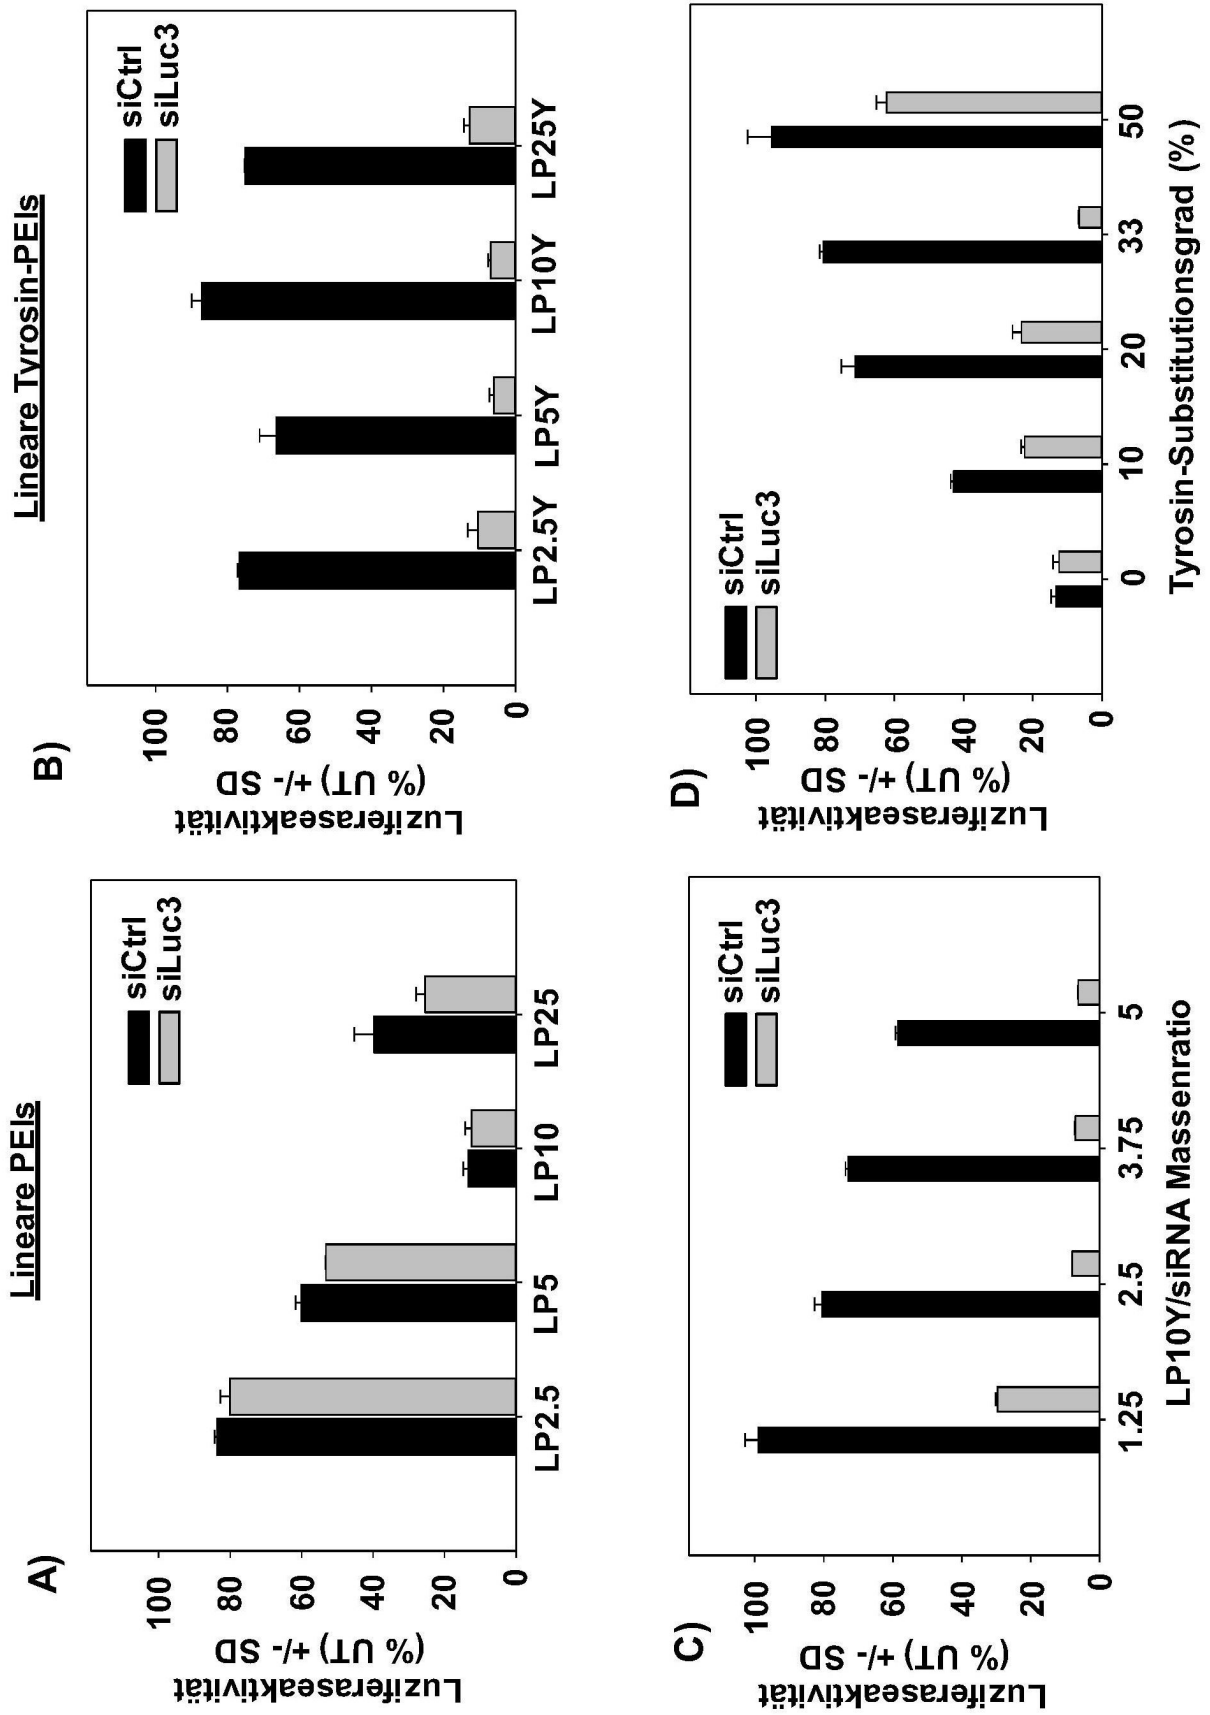 Lineare PEIs
A)
Luziferaseaktivität
(% UT) +/- SD
100
80
60
40
20
0
siCtrl
siLuc3
LP2.5 LP5 LP10 LP25
Lineare Tyrosin-PEIs
B)
Luziferaseaktivität
(% UT) +/- SD
100
80
60
40
20
0
siCtrl
siLuc3
LP2.5Y LP5Y LP10Y LP25Y
C)
Luziferaseaktivität
(% UT) +/- SD
100
80
60
40
20
0
siCtrl
siLuc3
1.25 2.5 3.75 5
LP10Y/siRNA Massenratio
D)
Luziferaseaktivität
(% UT) +/- SD
100
80
60
40
20
0
siCtrl
siLuc3
0 10 20 33 50
Tyrosin-Substitutionsgrad (%)